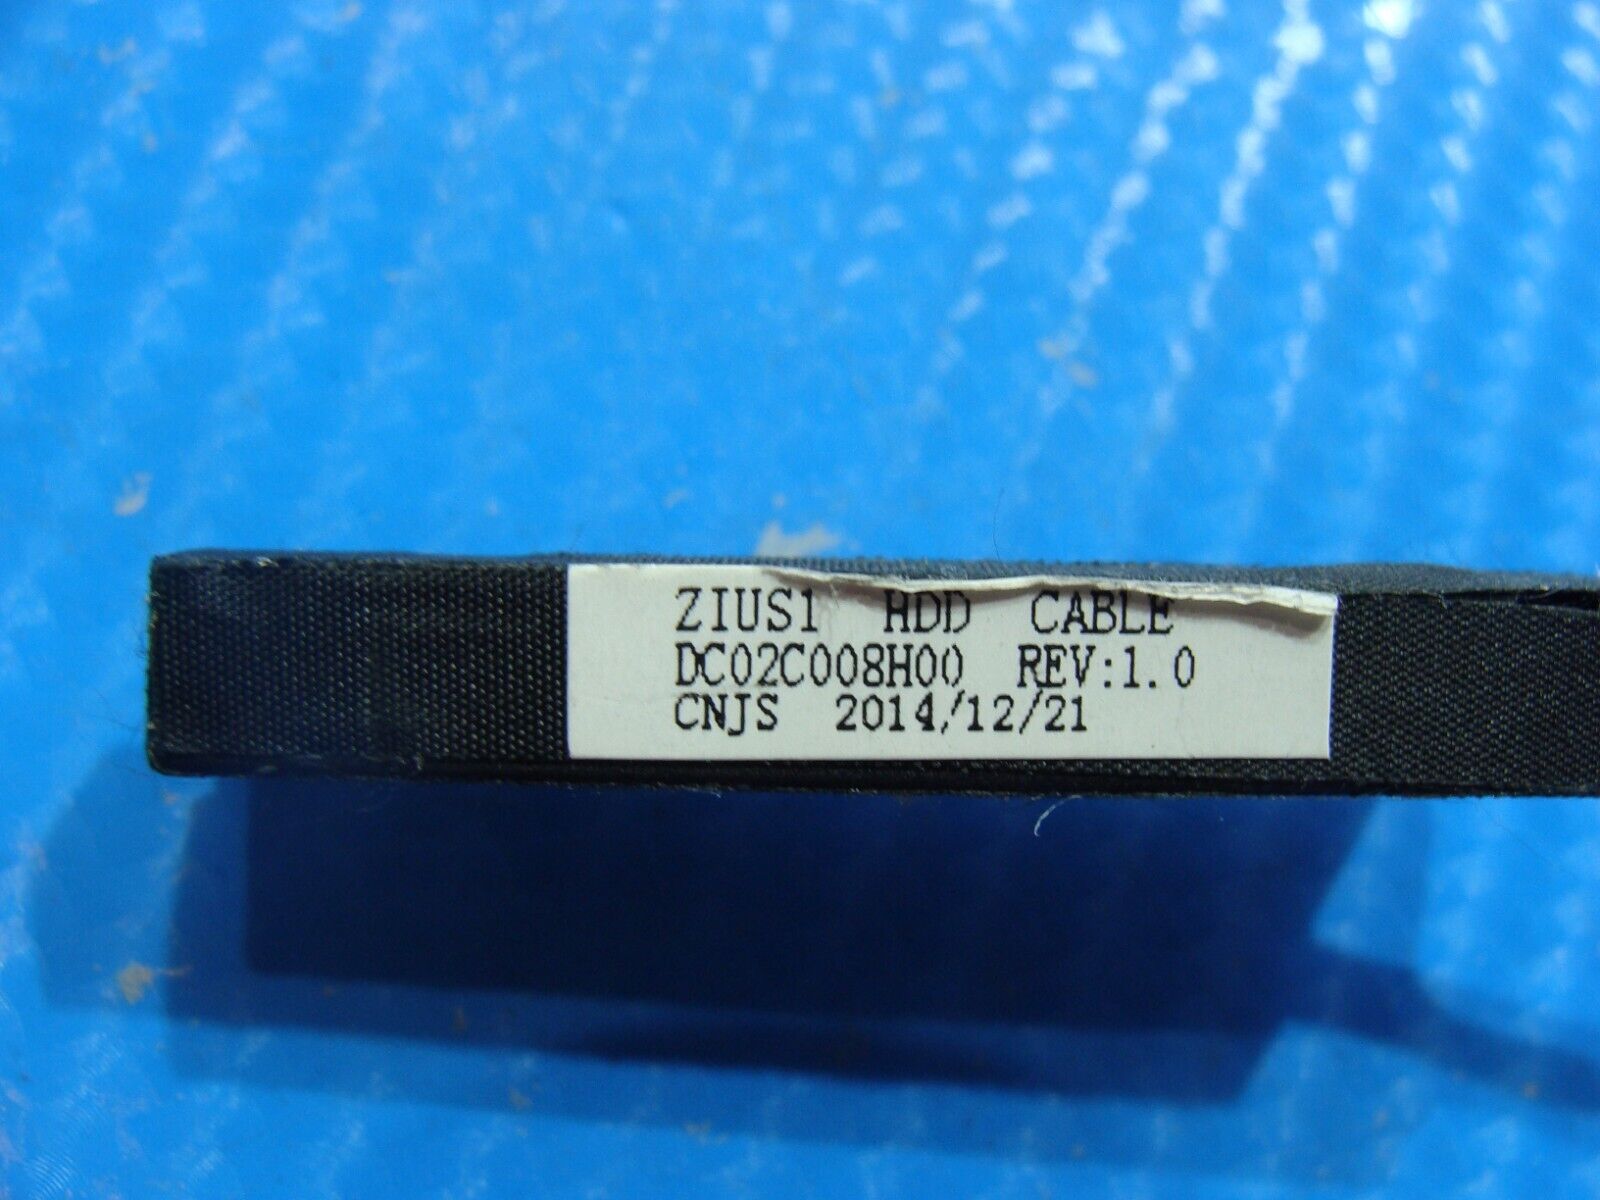 ZIUS1 HDD CABLE
DC02C008H00 REV:1.0
CNJS 2014/12/21